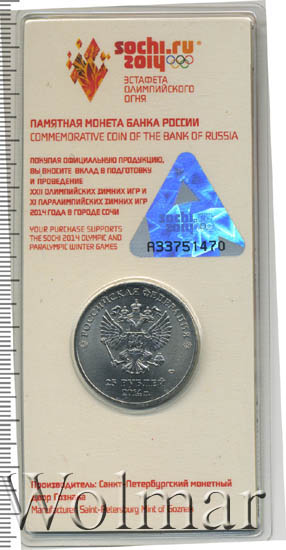 sochi.ru
2014
ЭСТАФЕТА
ОЛИМПИЙСКОГО
ОГНЯ
ПАМЯТНАЯ МОНЕТА БАНКА РОССИИ
COMMEMORATIVE COIN OF THE BANK OF RUSSIA
ПОКУПАЯ ОФИЦИАЛЬНУЮ ПРОДУКЦИЮ,
ВЫ ВНОСИТЕ ВКЛАД В ПОДГОТОВКУ
И ПРОВЕДЕНИЕ
XXII ОЛИМПИЙСКИХ ЗИМНИХ ИГР И
XI ПАРАЛИМПИЙСКИХ ЗИМНИХ ИГР
2014 ГОДА В ГОРОДЕ СОЧИ
YOUR PURCHASE SUPPORTS
THE SOCHI 2014 OLYMPIC AND
PARALYMPIC WINTER GAMES
sochi.ru
2014
A33751470
РОССИЙСКАЯ ФЕДЕРАЦИЯ
25 РУБЛЕЙ
Производитель: Санкт-Петербургский монетный
двор Гознака
Manufacturer: Saint-Petersburg Mint of Goznak
Wolmar